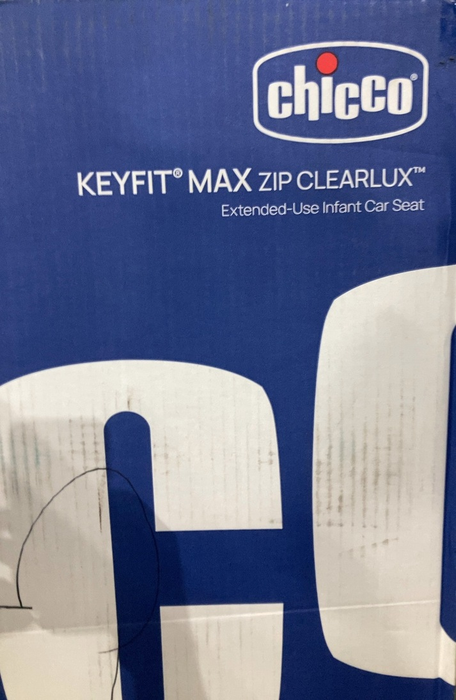 chicco®
KEYFIT® MAX ZIP CLEARLUX™
Extended-Use Infant Car Seat